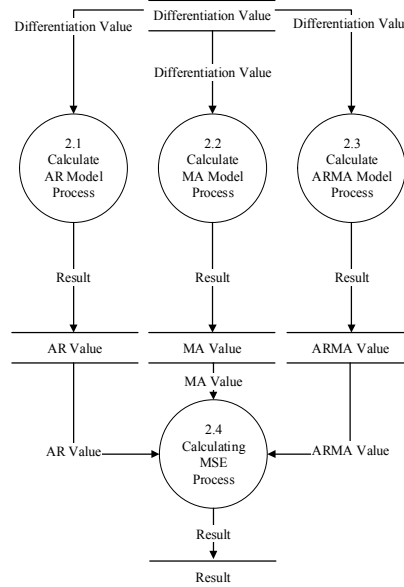 Differentiation Value
Differentiation Value
Differentiation Value
Differentiation Value
2.1
Calculate
AR Model
Process
2.2
Calculate
MA Model
Process
2.3
Calculate
ARMA Model
Process
Result
Result
Result
AR Value
MA Value
ARMA Value
MA Value
AR Value
2.4
Calculating
MSE
Process
ARMA Value
Result
Result